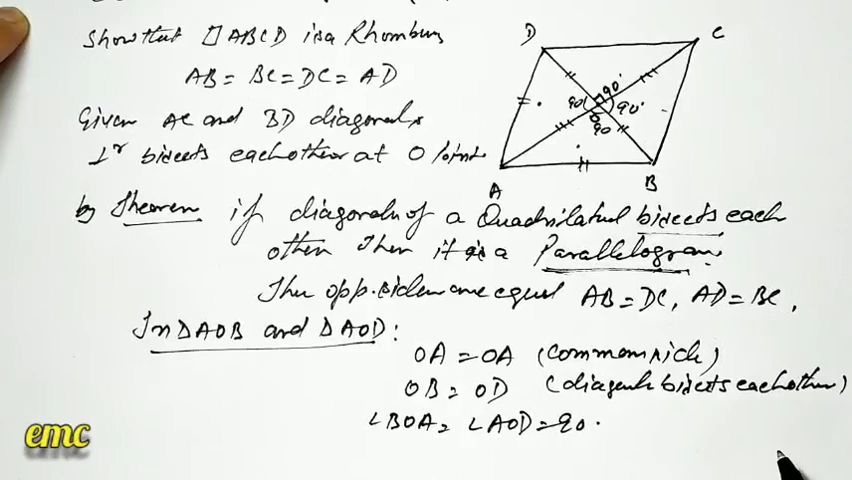 Show that □ABCD is a Rhombus
AB = BC = DC = AD
Given AC and BD diagonals
⊥r bisects each other at O point
by Theorem if diagonals of a Quadrilateral bisects each
other Then it is a Parallelogram
Then opp. sides are equal AB = DC, AD = BC,
In ΔAOB and ΔAOD:
OA = OA (common side)
OB = OD (diagonals bisects each other)
∠BOA = ∠AOD = 90°
D
C
90°
90
90°
O
90
A
B
emc